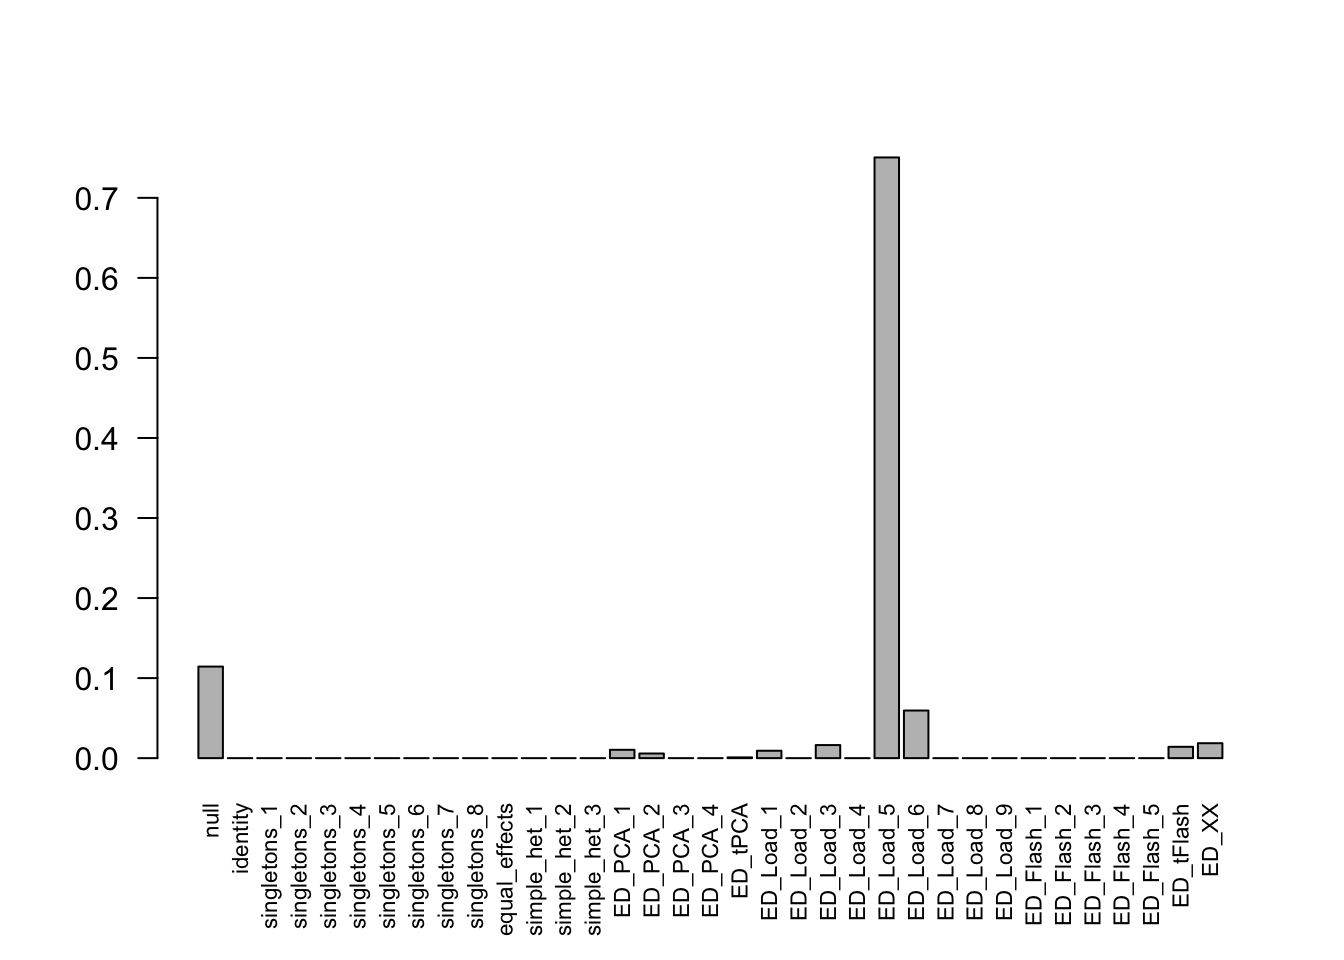 0.7
0.6
0.5
0.4
0.3
0.2
0.1
0.0
null
identity
singletons_1
singletons_2
singletons_3
singletons_4
singletons_5
singletons_6
singletons_7
singletons_8
equal_effects
simple_het_1
simple_het_2
simple_het_3
ED_PCA_1
ED_PCA_2
ED_PCA_3
ED_PCA_4
ED_tPCA
ED_Load_1
ED_Load_2
ED_Load_3
ED_Load_4
ED_Load_5
ED_Load_6
ED_Load_7
ED_Load_8
ED_Load_9
ED_Flash_1
ED_Flash_2
ED_Flash_3
ED_Flash_4
ED_Flash_5
ED_tFlash
ED_XX